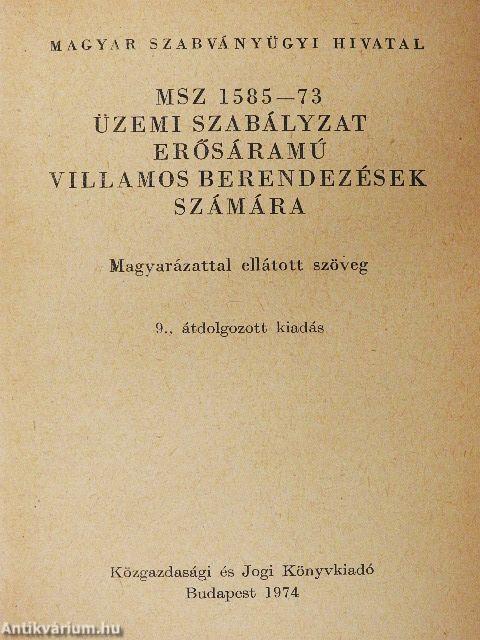 MAGYAR SZABVÁNYÜGYI HIVATAL
MSZ 1585—73
ÜZEMI SZABÁLYZAT
ERŐSÁRAMÚ
VILLAMOS BERENDEZÉSEK
SZÁMÁRA
Magyarázattal ellátott szöveg
9., átdolgozott kiadás
Közgazdasági és Jogi Könyvkiadó
Budapest 1974
Antikvárium.hu